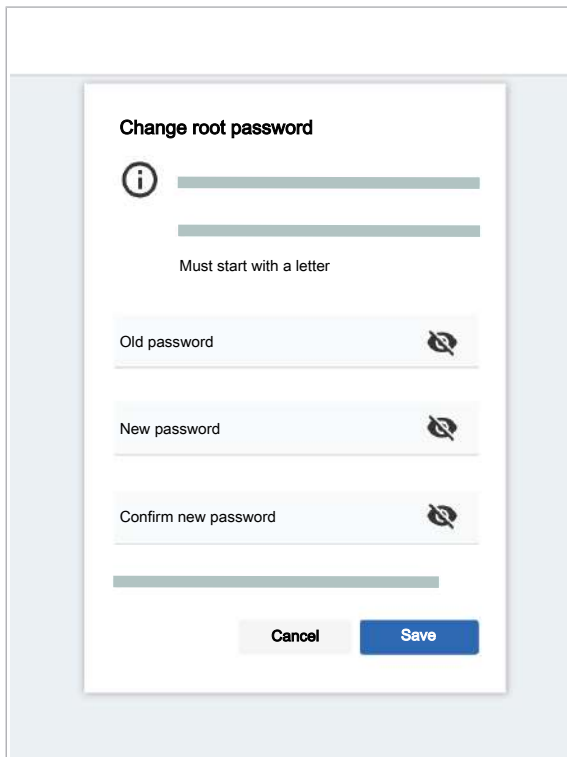 Change root password
Must start with a letter
Old password
New password
Confirm new password
Cancel
Save